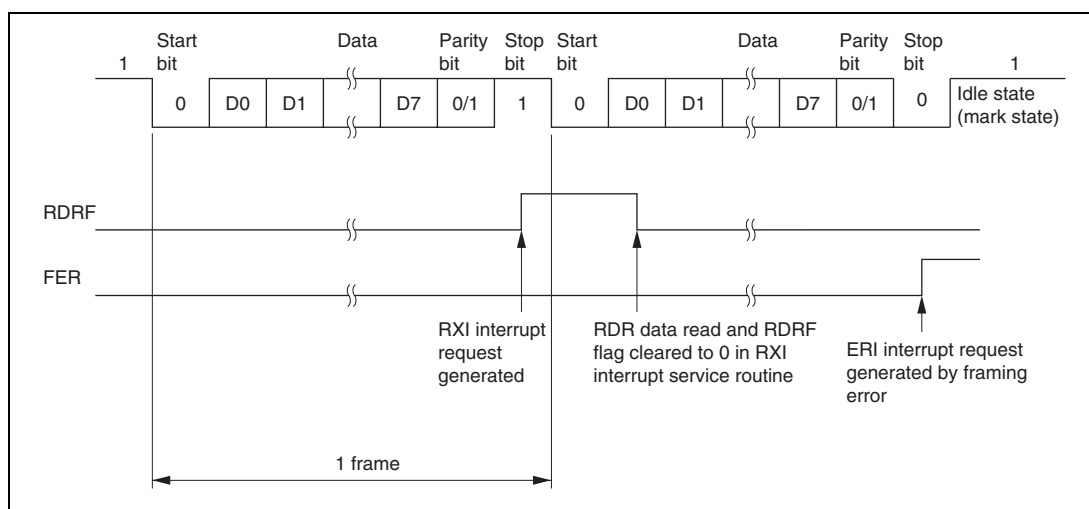 Start bit Data Parity bit Stop bit Start bit Data Parity bit Stop bit
1 1
0 D0 D1 D7 0/1 1 0 D0 D1 D7 0/1 0 Idle state (mark state)
RDRF
FER
RXI interrupt
request
generated
RDR data read and RDRF
flag cleared to 0 in RXI
interrupt service routine
ERI interrupt request
generated by framing
error
1 frame